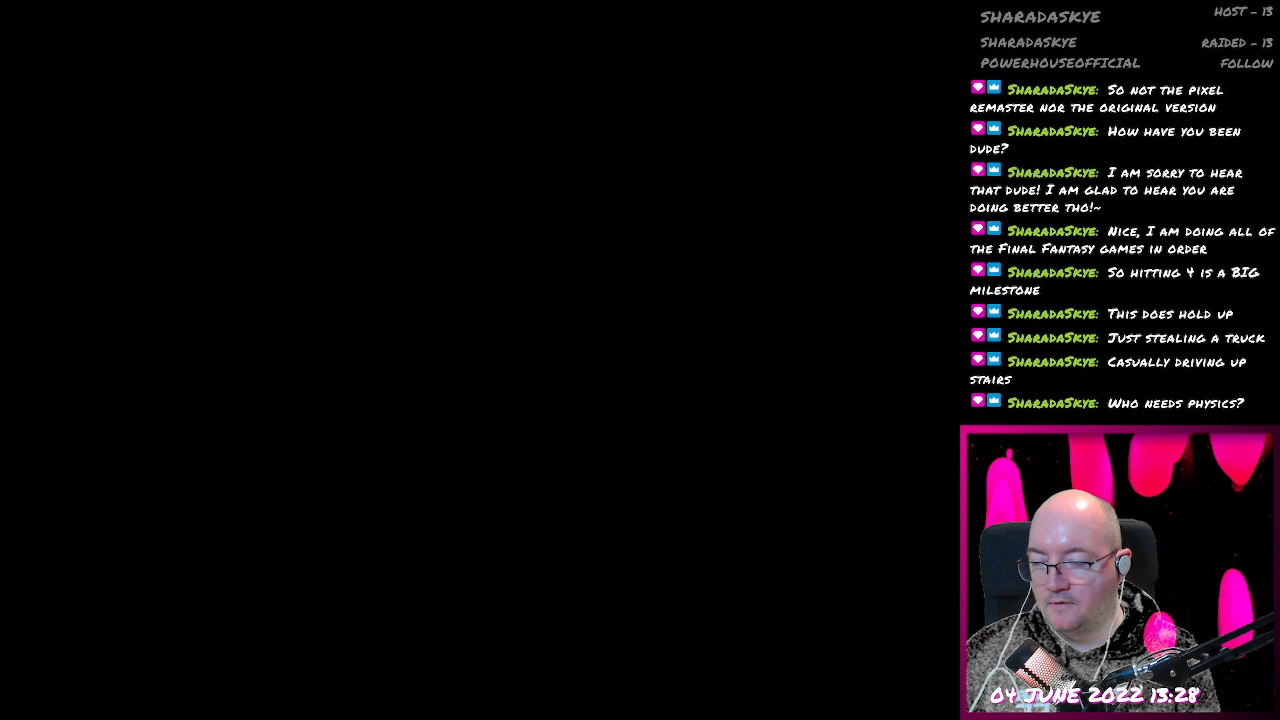 SHARADASKYE HOST - 13
SHARADASKYE RAIDED - 13
POWERHOUSEOFFICIAL FOLLOW
SHARADASKYE: SO NOT THE PIXEL
REMASTER NOR THE ORIGINAL VERSION
SHARADASKYE: HOW HAVE YOU BEEN
DUDE?
SHARADASKYE: I AM SORRY TO HEAR
THAT DUDE! I AM GLAD TO HEAR YOU ARE
DOING BETTER THO!~
SHARADASKYE: NICE, I AM DOING ALL OF
THE FINAL FANTASY GAMES IN ORDER
SHARADASKYE: SO HITTING 4 IS A BIG
MILESTONE
SHARADASKYE: THIS DOES HOLD UP
SHARADASKYE: JUST STEALING A TRUCK
SHARADASKYE: CASUALLY DRIVING UP
STAIRS
SHARADASKYE: WHO NEEDS PHYSICS?
04 JUNE 2022 13:28